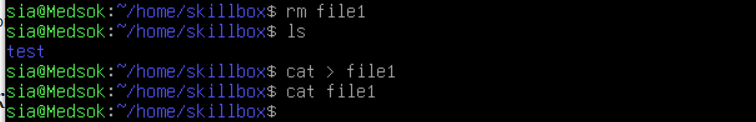 sia@Medsok:~/home/skillbox$ rm file1
sia@Medsok:~/home/skillbox$ ls
test
sia@Medsok:~/home/skillbox$ cat > file1
sia@Medsok:~/home/skillbox$ cat file1
sia@Medsok:~/home/skillbox$